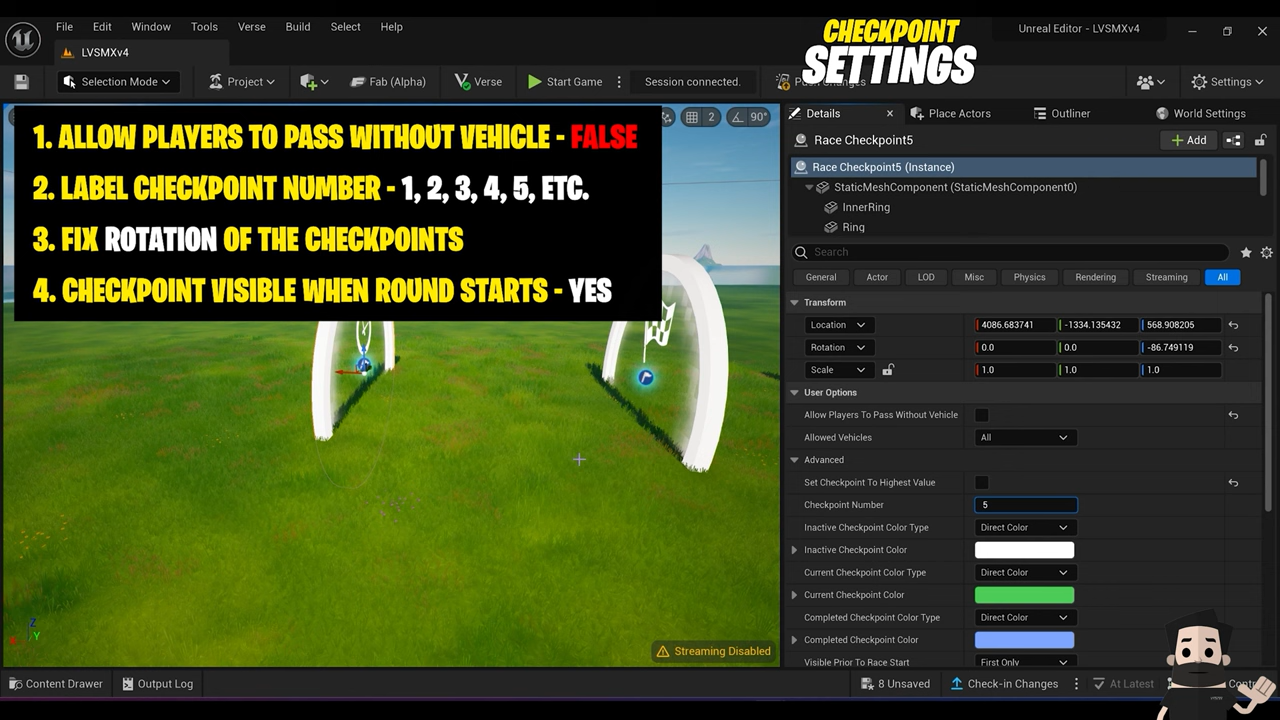 File Edit Window Tools Verse Build Select Help
CHECKPOINT
SETTINGS
Unreal Editor - LVSMXv4
LVSMXv4
Selection Mode
Project
Fab (Alpha)
Verse
Start Game
Session connected.
Settings
2
90°
1. ALLOW PLAYERS TO PASS WITHOUT VEHICLE - FALSE
2. LABEL CHECKPOINT NUMBER - 1, 2, 3, 4, 5, ETC.
3. FIX ROTATION OF THE CHECKPOINTS
4. CHECKPOINT VISIBLE WHEN ROUND STARTS - YES
Z
Y
Streaming Disabled
Details
Place Actors
Outliner
World Settings
Race Checkpoint5
Add
Race Checkpoint5 (Instance)
StaticMeshComponent (StaticMeshComponent0)
InnerRing
Ring
Search
General Actor LOD Misc Physics Rendering Streaming All
Transform
Location 4086.683741 -1334.135432 568.908205
Rotation 0.0 0.0 -86.749119
Scale 1.0 1.0 1.0
User Options
Allow Players To Pass Without Vehicle
Allowed Vehicles All
Advanced
Set Checkpoint To Highest Value
Checkpoint Number 5
Inactive Checkpoint Color Type Direct Color
Inactive Checkpoint Color
Current Checkpoint Color Type Direct Color
Current Checkpoint Color
Completed Checkpoint Color Type Direct Color
Completed Checkpoint Color
Visible Prior To Race Start First Only
Content Drawer
Output Log
8 Unsaved
Check-in Changes
At Latest